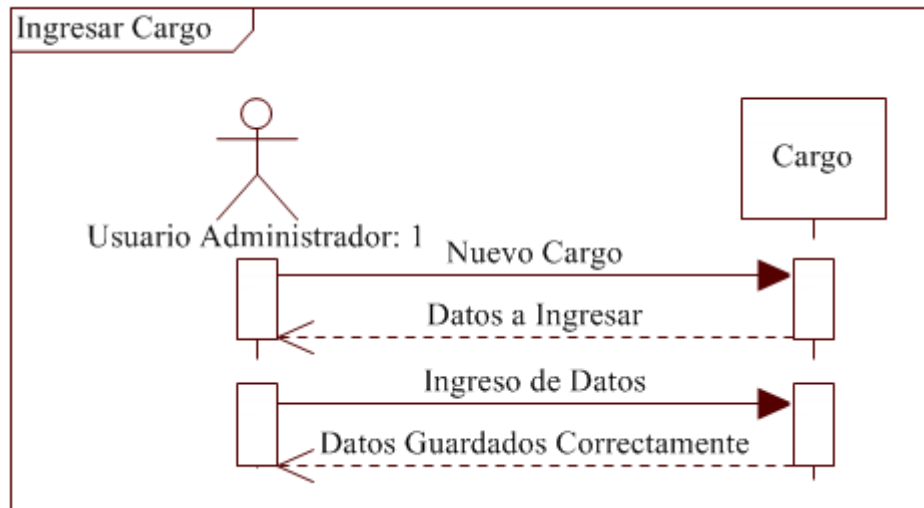 Ingresar Cargo
Cargo
Usuario Administrador: 1
Nuevo Cargo
Datos a Ingresar
Ingreso de Datos
Datos Guardados Correctamente